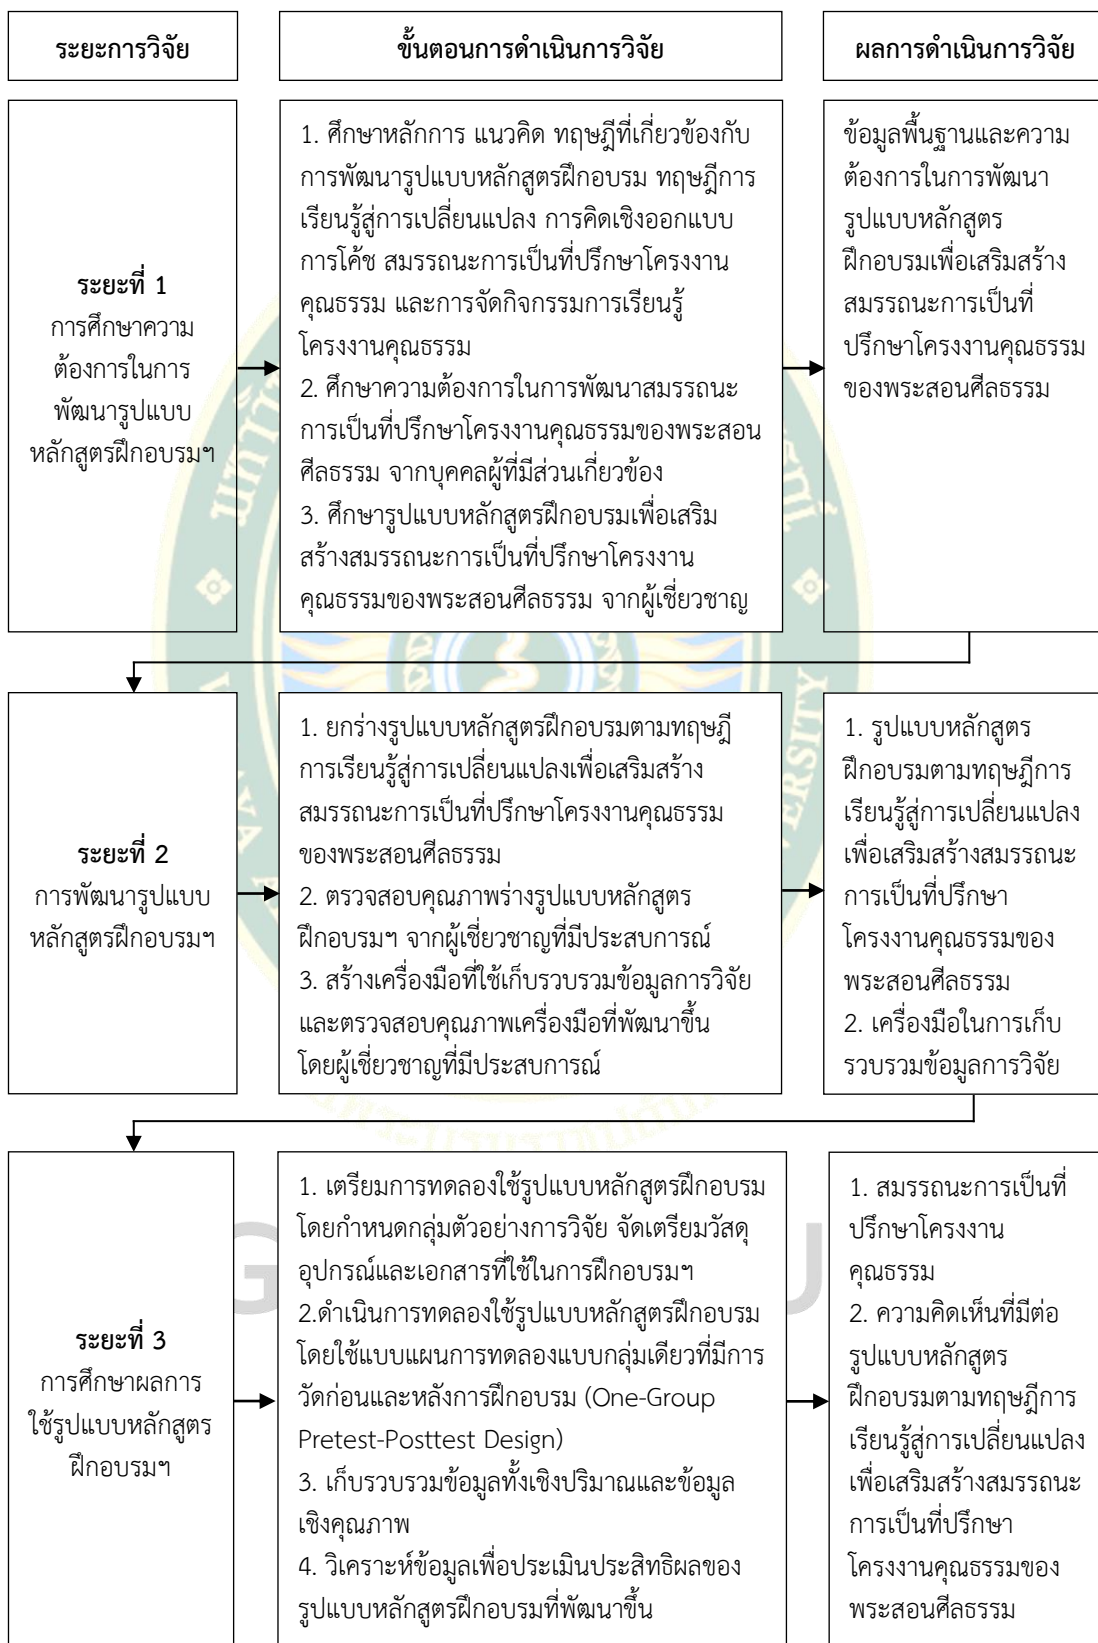 ระยะการวิจัย
ขั้นตอนการดำเนินการวิจัย
ผลการดำเนินการวิจัย
ระยะที่ 1
การศึกษาความ
ต้องการในการ
พัฒนารูปแบบ
หลักสูตรฝึกอบรมฯ
1. ศึกษาหลักการ แนวคิด ทฤษฎีที่เกี่ยวข้องกับ
การพัฒนารูปแบบหลักสูตรฝึกอบรม ทฤษฎีการ
เรียนรู้สู่การเปลี่ยนแปลง การคิดเชิงออกแบบ
การโค้ช สมรรถนะการเป็นที่ปรึกษาโครงงาน
คุณธรรม และการจัดกิจกรรมการเรียนรู้
โครงงานคุณธรรม
2. ศึกษาความต้องการในการพัฒนาสมรรถนะ
การเป็นที่ปรึกษาโครงงานคุณธรรมของพระสอน
ศีลธรรม จากบุคคลผู้ที่มีส่วนเกี่ยวข้อง
3. ศึกษารูปแบบหลักสูตรฝึกอบรมเพื่อเสริม
สร้างสมรรถนะการเป็นที่ปรึกษาโครงงาน
คุณธรรมของพระสอนศีลธรรม จากผู้เชี่ยวชาญ
ข้อมูลพื้นฐานและความ
ต้องการในการพัฒนา
รูปแบบหลักสูตร
ฝึกอบรมเพื่อเสริมสร้าง
สมรรถนะการเป็นที่
ปรึกษาโครงงานคุณธรรม
ของพระสอนศีลธรรม
ระยะที่ 2
การพัฒนารูปแบบ
หลักสูตรฝึกอบรมฯ
1. ยกร่างรูปแบบหลักสูตรฝึกอบรมตามทฤษฎี
การเรียนรู้สู่การเปลี่ยนแปลงเพื่อเสริมสร้าง
สมรรถนะการเป็นที่ปรึกษาโครงงานคุณธรรม
ของพระสอนศีลธรรม
2. ตรวจสอบคุณภาพร่างรูปแบบหลักสูตร
ฝึกอบรมฯ จากผู้เชี่ยวชาญที่มีประสบการณ์
3. สร้างเครื่องมือที่ใช้เก็บรวบรวมข้อมูลการวิจัย
และตรวจสอบคุณภาพเครื่องมือที่พัฒนาขึ้น
โดยผู้เชี่ยวชาญที่มีประสบการณ์
1. รูปแบบหลักสูตร
ฝึกอบรมตามทฤษฎีการ
เรียนรู้สู่การเปลี่ยนแปลง
เพื่อเสริมสร้างสมรรถนะ
การเป็นที่ปรึกษา
โครงงานคุณธรรมของ
พระสอนศีลธรรม
2. เครื่องมือในการเก็บ
รวบรวมข้อมูลการวิจัย
ระยะที่ 3
การศึกษาผลการ
ใช้รูปแบบหลักสูตร
ฝึกอบรมฯ
1. เตรียมการทดลองใช้รูปแบบหลักสูตรฝึกอบรม
โดยกำหนดกลุ่มตัวอย่างการวิจัย จัดเตรียมวัสดุ
อุปกรณ์และเอกสารที่ใช้ในการฝึกอบรมฯ
2.ดำเนินการทดลองใช้รูปแบบหลักสูตรฝึกอบรม
โดยใช้แบบแผนการทดลองแบบกลุ่มเดียวที่มีการ
วัดก่อนและหลังการฝึกอบรม (One-Group
Pretest-Posttest Design)
3. เก็บรวบรวมข้อมูลทั้งเชิงปริมาณและข้อมูล
เชิงคุณภาพ
4. วิเคราะห์ข้อมูลเพื่อประเมินประสิทธิผลของ
รูปแบบหลักสูตรฝึกอบรมที่พัฒนาขึ้น
1. สมรรถนะการเป็นที่
ปรึกษาโครงงาน
คุณธรรม
2. ความคิดเห็นที่มีต่อ
รูปแบบหลักสูตร
ฝึกอบรมตามทฤษฎีการ
เรียนรู้สู่การเปลี่ยนแปลง
เพื่อเสริมสร้างสมรรถนะ
การเป็นที่ปรึกษา
โครงงานคุณธรรมของ
พระสอนศีลธรรม